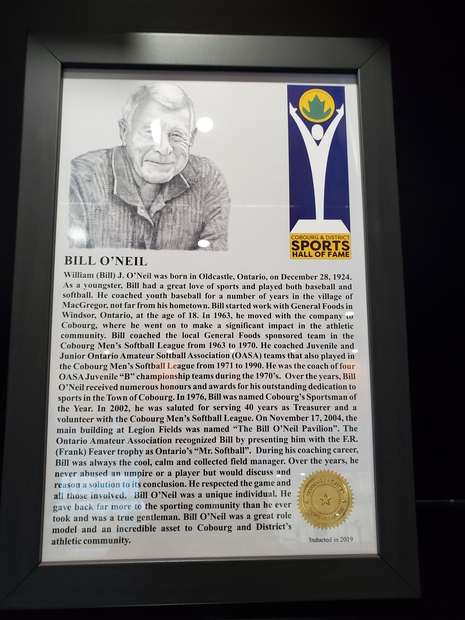 COBOURG & DISTRICT
SPORTS
HALL OF FAME
BILL O'NEIL
William (Bill) J. O'Neil was born in Oldcastle, Ontario, on December 28, 1924.
As a youngster, Bill had a great love of sports and played both baseball and
softball. He coached youth baseball for a number of years in the village of
MacGregor, not far from his hometown. Bill started work with General Foods in
Windsor, Ontario, at the age of 18. In 1963, he moved with the company to
Cobourg, where he went on to make a significant impact in the athletic
community. Bill coached the local General Foods sponsored team in the
Cobourg Men's Softball League from 1963 to 1970. He coached Juvenile and
Junior Ontario Amateur Softball Association (OASA) teams that also played in
the Cobourg Men's Softball League from 1971 to 1990. He was the coach of four
OASA Juvenile "B" championship teams during the 1970's. Over the years, Bill
O'Neil received numerous honours and awards for his outstanding dedication to
sports in the Town of Cobourg. In 1976, Bill was named Cobourg's Sportsman of
the Year. In 2002, he was saluted for serving 40 years as Treasurer and a
volunteer with the Cobourg Men's Softball League. On November 17, 2004, the
main building at Legion Fields was named "The Bill O'Neil Pavilion". The
Ontario Amateur Association recognized Bill by presenting him with the F.R.
(Frank) Feaver trophy as Ontario's "Mr. Softball". During his coaching career,
Bill was always the cool, calm and collected field manager. Over the years, he
never abused an umpire or a player but would discuss and
reason a solution to its conclusion. He respected the game and
all those involved. Bill O'Neil was a unique individual. He
gave back far more to the sporting community than he ever
took and was a true gentleman. Bill O'Neil was a great role
model and an incredible asset to Cobourg and District's
athletic community.
Inducted in 2019